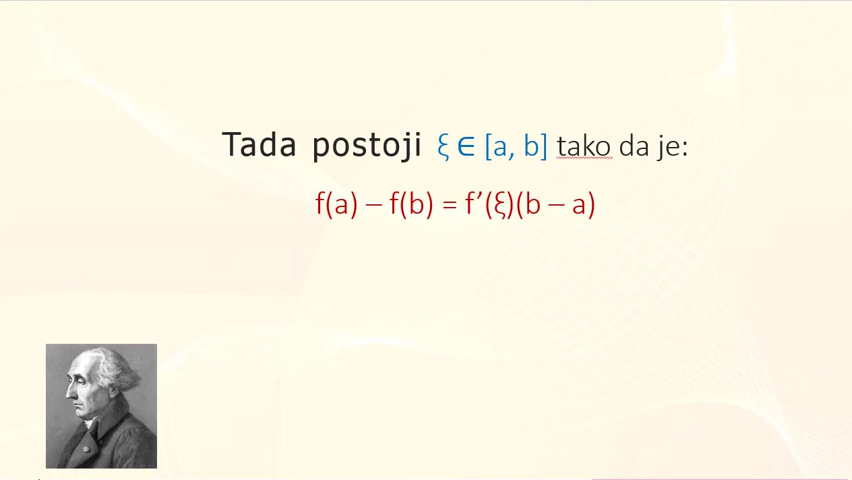 Tada postoji ξ ∈ [a, b] tako da je:
f(a) – f(b) = f’(ξ)(b – a)